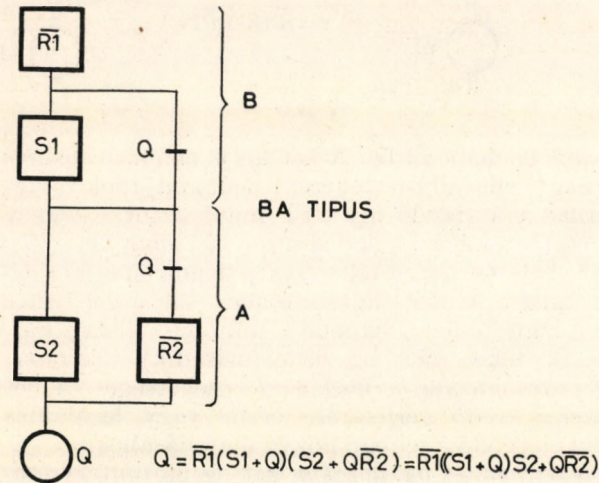 R̅1̅
B
S1
Q
BA TIPUS
Q
A
S2
R̅2̅
Q
Q = R̅1̅(S1+Q)(S2+QR̅2̅)=R̅1̅((S1+Q)S2+QR̅2̅)